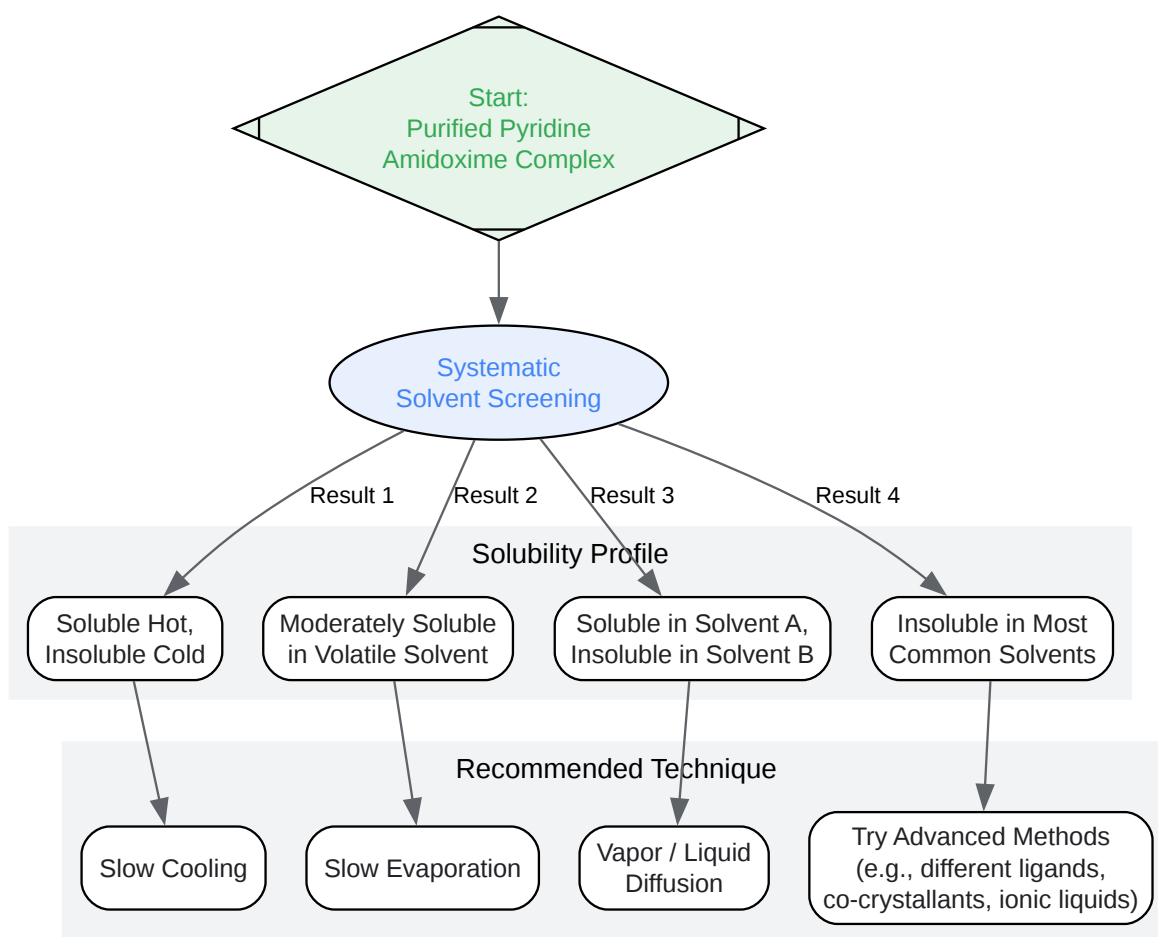 Start:
Purified Pyridine
Amidoxime Complex
Systematic
Solvent Screening
Result 1
Result 2
Result 3
Result 4
Solubility Profile
Soluble Hot,
Insoluble Cold
Moderately Soluble
in Volatile Solvent
Soluble in Solvent A,
Insoluble in Solvent B
Insoluble in Most
Common Solvents
Recommended Technique
Slow Cooling
Slow Evaporation
Vapor / Liquid
Diffusion
Try Advanced Methods
(e.g., different ligands,
co-crystallants, ionic liquids)